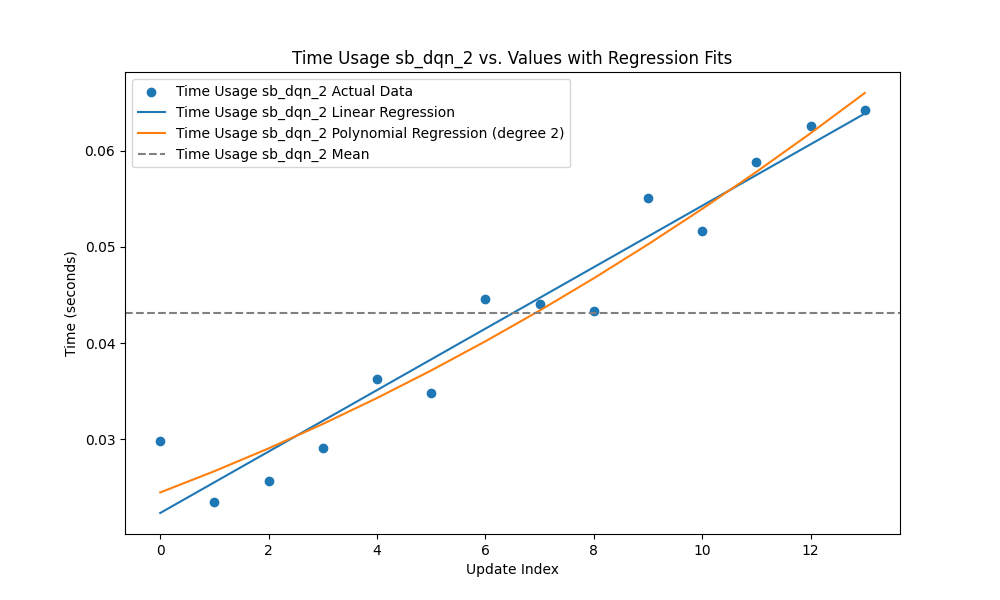 Time Usage sb_dqn_2 vs. Values with Regression Fits
Time Usage sb_dqn_2 Actual Data
Time Usage sb_dqn_2 Linear Regression
Time Usage sb_dqn_2 Polynomial Regression (degree 2)
Time Usage sb_dqn_2 Mean
0.06
0.05
0.04
0.03
Time (seconds)
0 2 4 6 8 10 12
Update Index